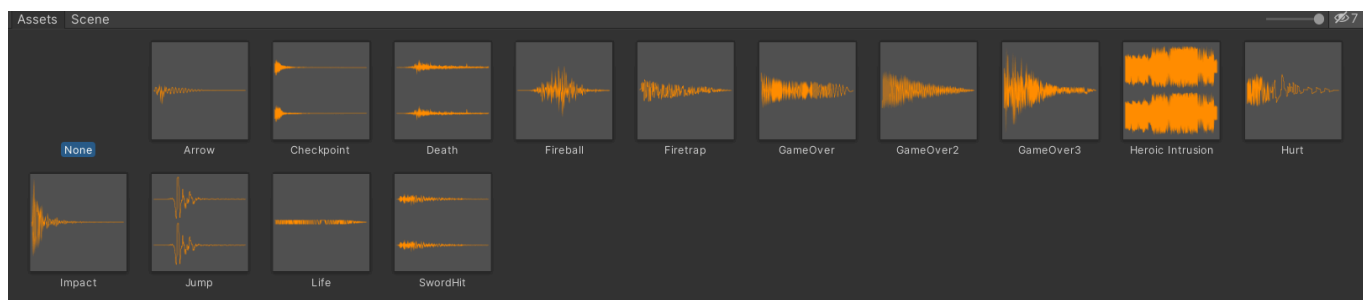 Assets Scene 7
None Arrow Checkpoint Death Fireball Firetrap GameOver GameOver2 GameOver3 Heroic Intrusion Hurt
Impact Jump Life SwordHit